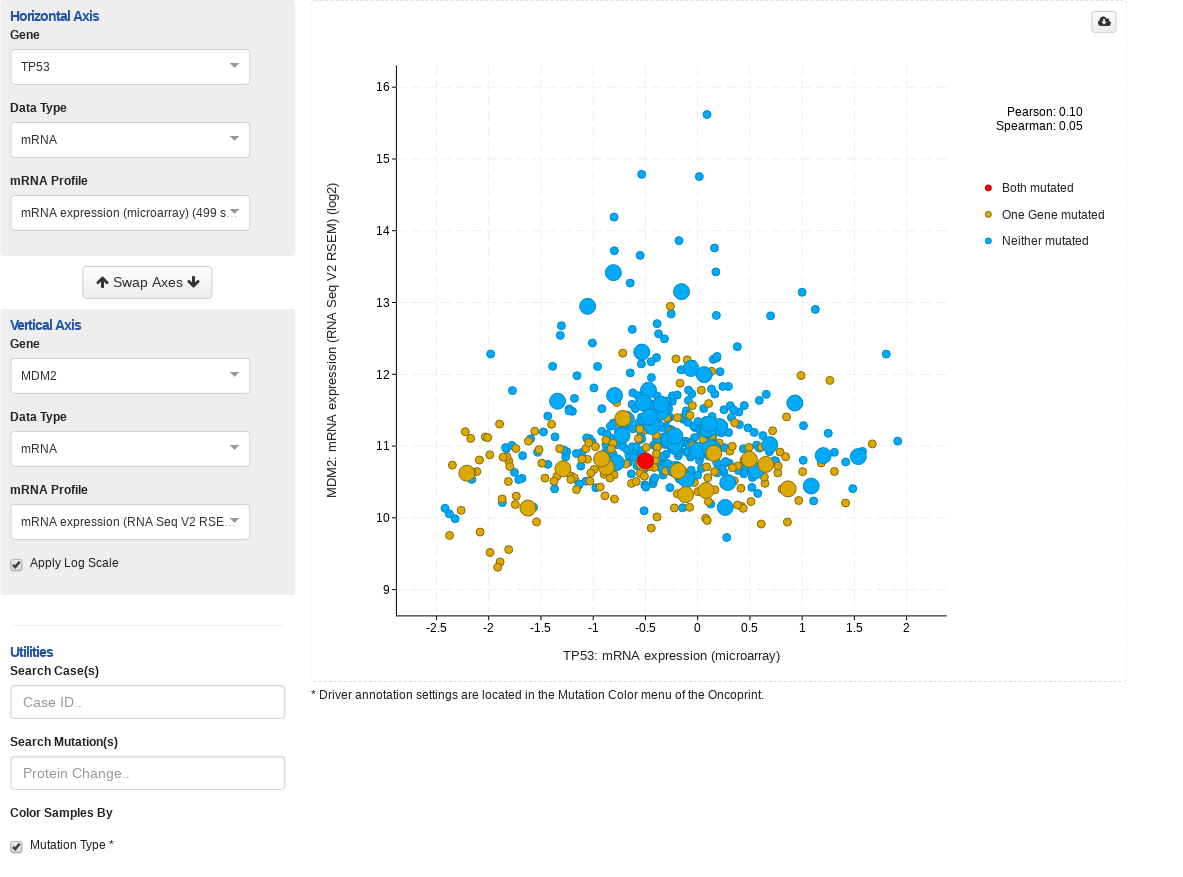 Horizontal Axis
Gene
TP53
Data Type
mRNA
mRNA Profile
mRNA expression (microarray) (499 s...
Swap Axes
Vertical Axis
Gene
MDM2
Data Type
mRNA
mRNA Profile
mRNA expression (RNA Seq V2 RSE...
Apply Log Scale
Utilities
Search Case(s)
Case ID..
Search Mutation(s)
Protein Change..
Color Samples By
Mutation Type *
MDM2: mRNA expression (RNA Seq V2 RSEM) (log2)
16
15
14
13
12
11
10
9
-2.5 -2 -1.5 -1 -0.5 0 0.5 1 1.5 2
TP53: mRNA expression (microarray)
Pearson: 0.10
Spearman: 0.05
Both mutated
One Gene mutated
Neither mutated
* Driver annotation settings are located in the Mutation Color menu of the Oncoprint.